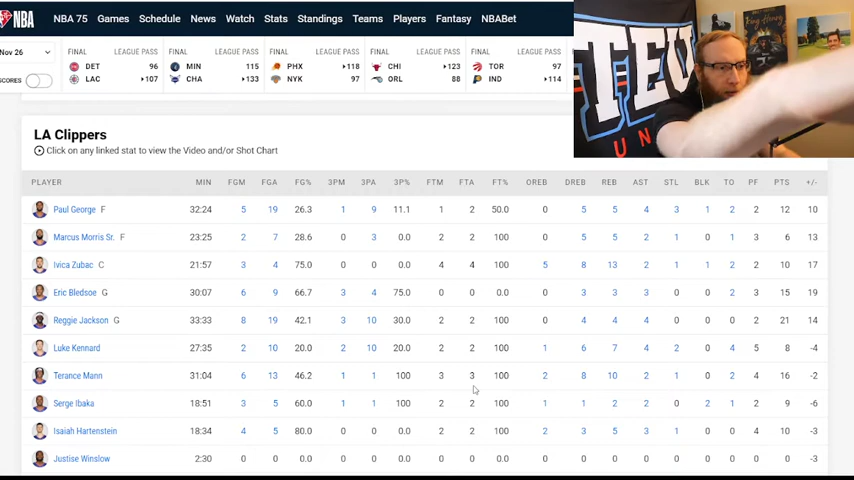 NBA NBA 75 Games Schedule News Watch Stats Standings Teams Players Fantasy NBABet
Nov 26 FINAL LEAGUE PASS FINAL LEAGUE PASS FINAL LEAGUE PASS FINAL LEAGUE PASS FINAL LEAGUE PASS
DET 96 MIN 115 PHX 118 CHI 123 TOR 97
SCORES LAC 107 CHA 133 NYK 97 ORL 88 IND 114
TEU
UN
LA Clippers
Click on any linked stat to view the Video and/or Shot Chart
PLAYER MIN FGM FGA FG% 3PM 3PA 3P% FTM FTA FT% OREB DREB REB AST STL BLK TO PF PTS +/-
Paul George F 32:24 5 19 26.3 1 9 11.1 1 2 50.0 0 5 5 4 3 1 2 2 12 10
Marcus Morris Sr. F 23:25 2 7 28.6 0 3 0.0 2 2 100 0 5 5 2 1 0 1 3 6 13
Ivica Zubac C 21:57 3 4 75.0 0 0 0.0 4 4 100 5 8 13 2 1 1 2 2 10 17
Eric Bledsoe G 30:07 6 9 66.7 3 4 75.0 0 0 0.0 0 3 3 3 0 0 2 3 15 19
Reggie Jackson G 33:33 8 19 42.1 3 10 30.0 2 2 100 0 4 4 4 0 0 0 2 21 14
Luke Kennard 27:35 2 10 20.0 2 10 20.0 2 2 100 1 6 7 4 2 0 4 5 8 -4
Terance Mann 31:04 6 13 46.2 1 1 100 3 3 100 2 8 10 2 1 0 2 4 16 -2
Serge Ibaka 18:51 3 5 60.0 1 1 100 2 2 100 1 1 2 2 0 2 1 2 9 -6
Isaiah Hartenstein 18:34 4 5 80.0 0 0 0.0 2 2 100 2 3 5 3 1 0 0 4 10 -3
Justise Winslow 2:30 0 0 0.0 0 0 0.0 0 0 0.0 0 0 0 0 0 0 0 0 0 -3